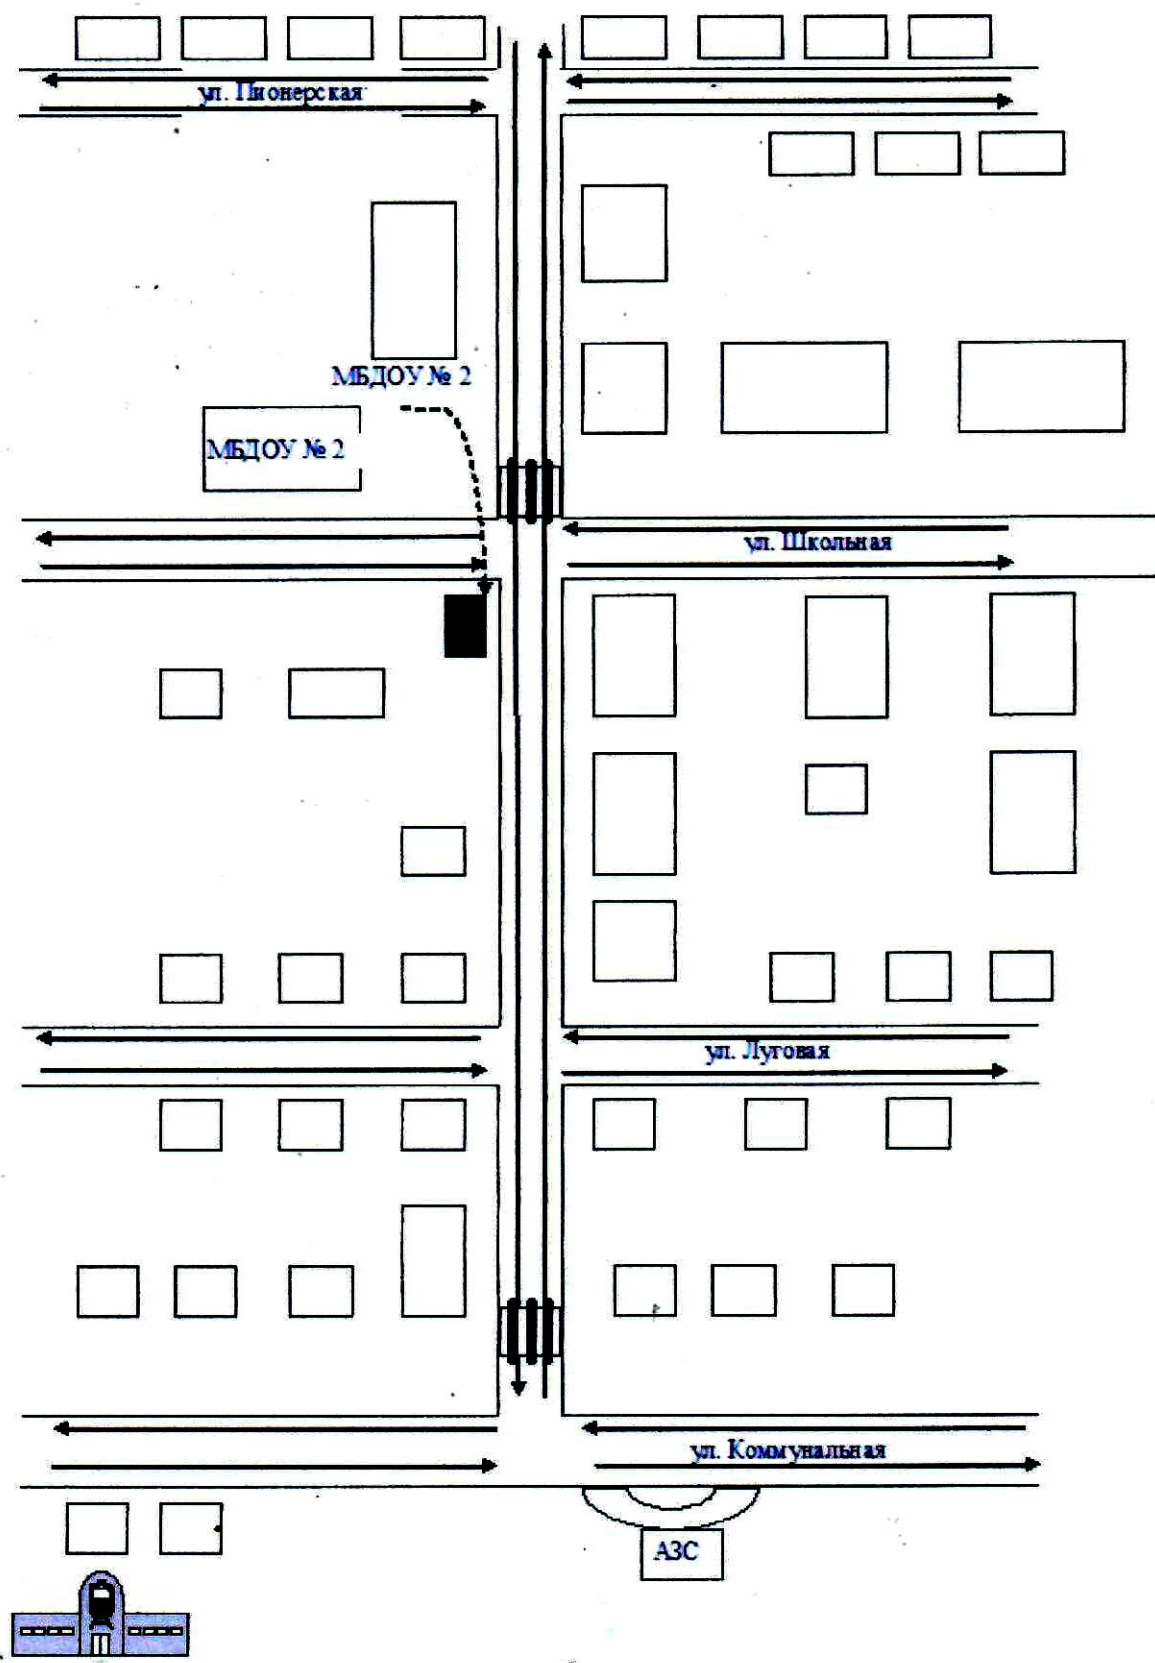 ул. Пионерская
МБДОУ № 2
МБДОУ № 2
ул. Школьная
ул. Луговая
ул. Коммунальная
АЗС